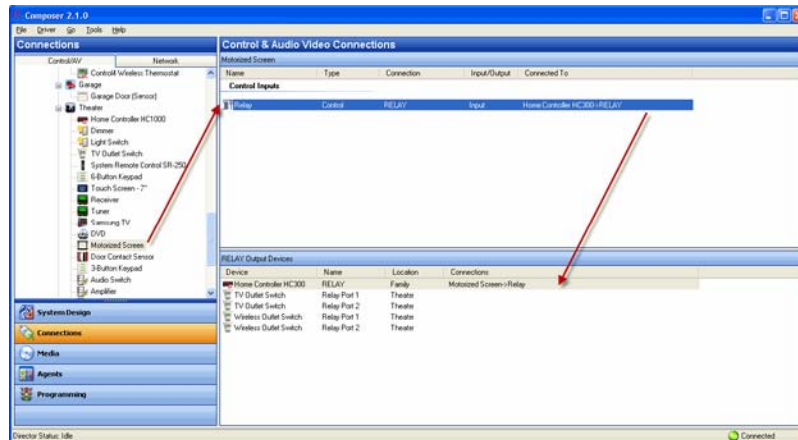 Composer 2.1.0
File Driver Go Tools Help
Connections
Control/AV Network
Control4 Wireless Thermostat
Garage
Garage Door (Sensor)
Theater
Home Controller HC1000
Dimmer
Light Switch
TV Outlet Switch
System Remote Control SR-250
6-Button Keypad
Touch Screen - 7"
Receiver
Tuner
Samsung TV
DVD
Motorized Screen
Door Contact Sensor
3-Button Keypad
Audio Switch
Amplifier
System Design
Connections
Media
Agents
Programming
Control & Audio Video Connections
Motorized Screen
Name Type Connection Input/Output Connected To
Control Inputs
Relay Control RELAY Input Home Controller HC300->RELAY
RELAY Output Devices
Device Name Location Connections
Home Controller HC300 RELAY Family Motorized Screen->Relay
TV Outlet Switch Relay Port 1 Theater
TV Outlet Switch Relay Port 2 Theater
Wireless Outlet Switch Relay Port 1 Theater
Wireless Outlet Switch Relay Port 2 Theater
Director Status: Idle Connected